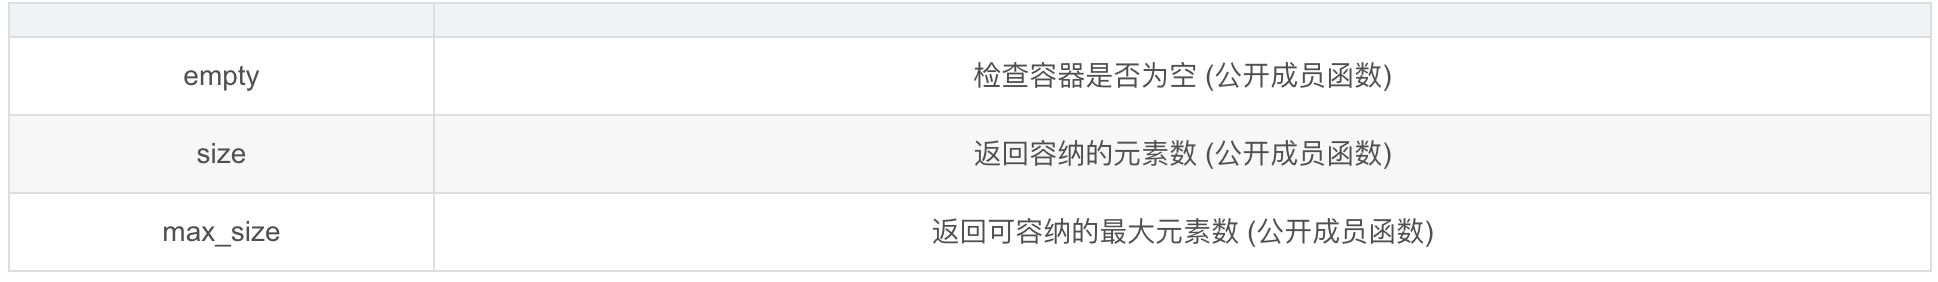 empty 检查容器是否为空 (公开成员函数)
size 返回容纳的元素数 (公开成员函数)
max_size 返回可容纳的最大元素数 (公开成员函数)